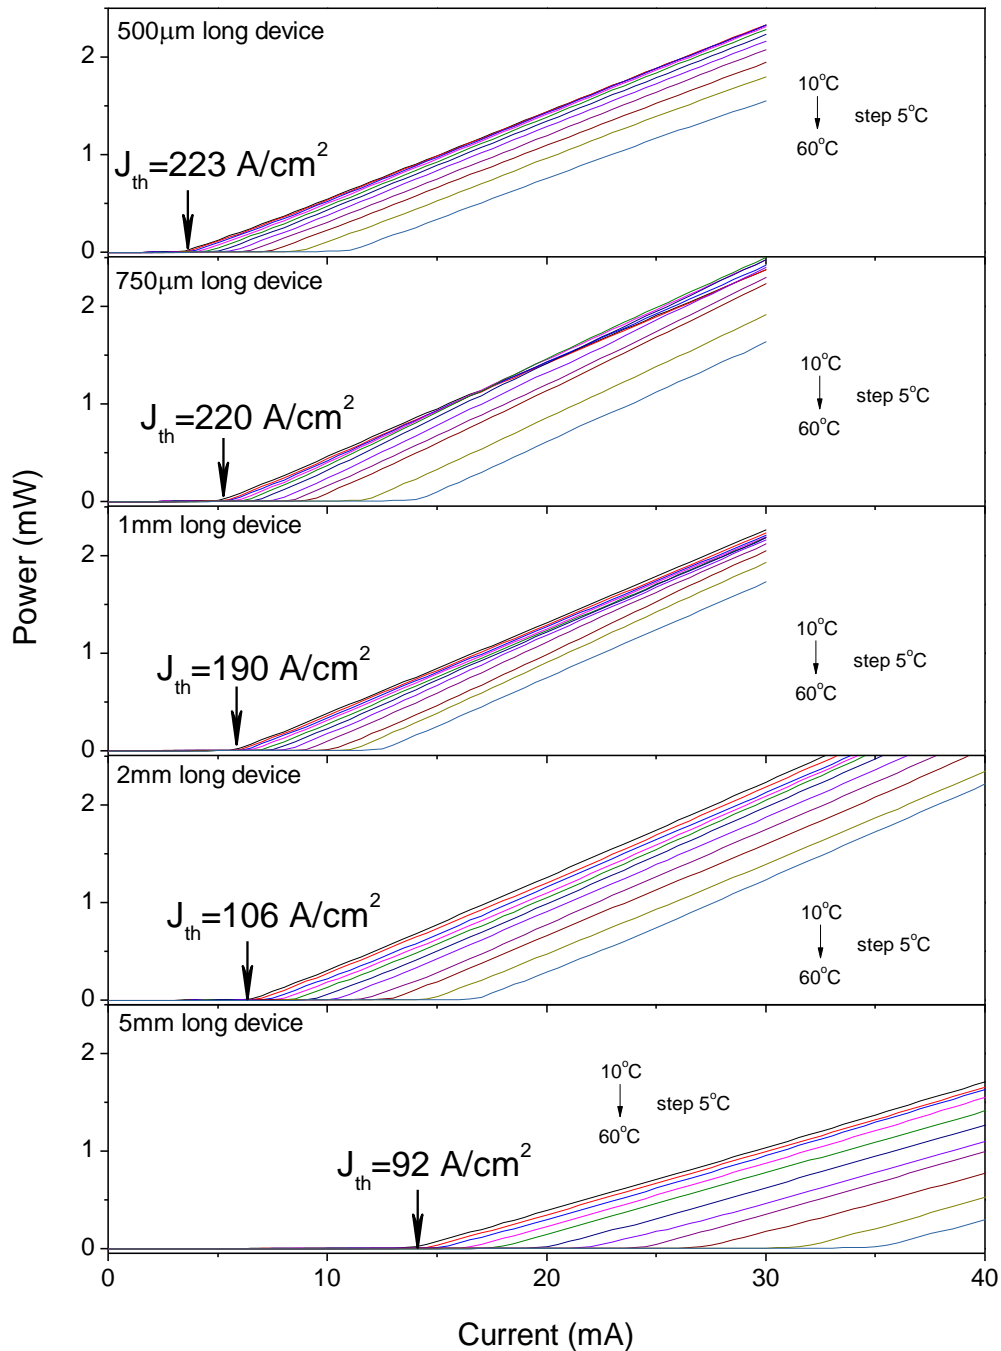 500μm long device
2
10°C
step 5°C
60°C
1
J_th=223 A/cm²
0
750μm long device
2
10°C
step 5°C
60°C
1
J_th=220 A/cm²
0
1mm long device
2
10°C
step 5°C
60°C
1
J_th=190 A/cm²
0
2mm long device
2
1
J_th=106 A/cm²
10°C
step 5°C
60°C
0
5mm long device
2
10°C
step 5°C
60°C
1
J_th=92 A/cm²
0
0 10 20 30 40
Current (mA)
Power (mW)